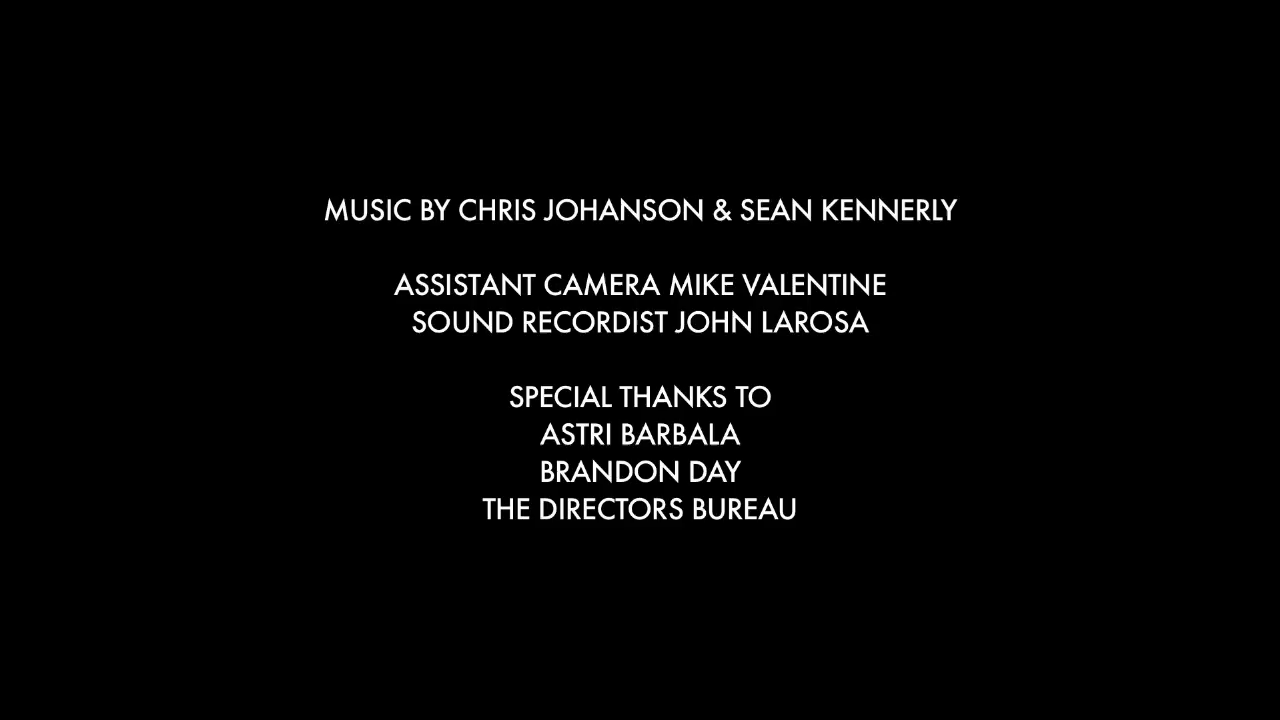 MUSIC BY CHRIS JOHANSON & SEAN KENNERLY
ASSISTANT CAMERA MIKE VALENTINE
SOUND RECORDIST JOHN LAROSA
SPECIAL THANKS TO
ASTRI BARBALA
BRANDON DAY
THE DIRECTORS BUREAU